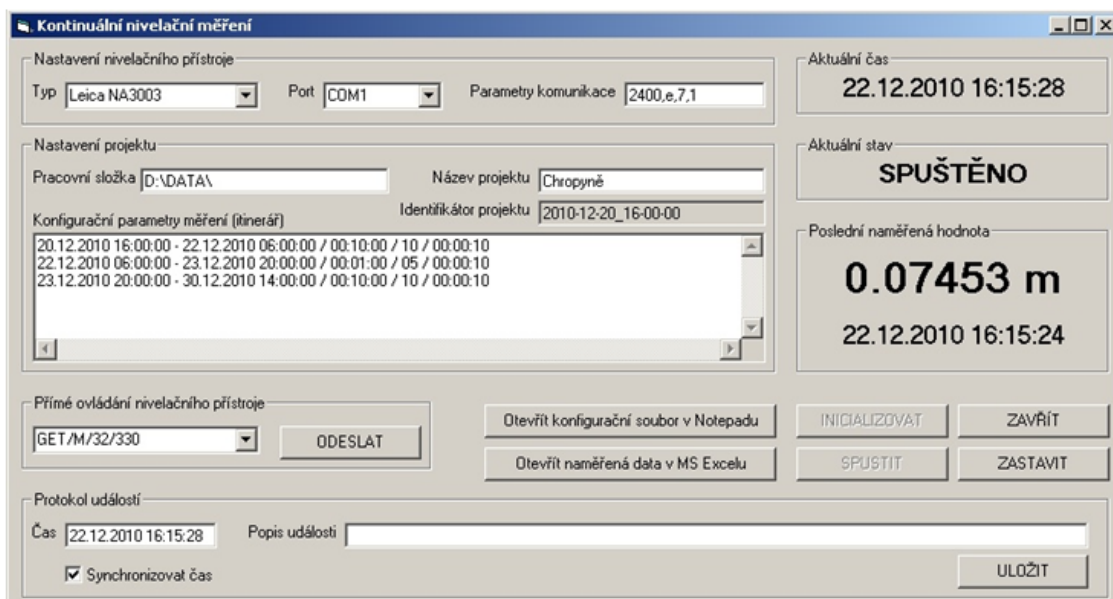 Kontinuální nivelační měření
Nastavení nivelačního přístroje
Typ Leica NA3003 Port COM1 Parametry komunikace 2400,e,7,1
Aktuální čas
22.12.2010 16:15:28
Nastavení projektu
Pracovní složka D:\DATA\ Název projektu Chropyně
Identifikátor projektu 2010-12-20_16-00-00
Konfigurační parametry měření (itinerář)
20.12.2010 16:00:00 - 22.12.2010 06:00:00 / 00:10:00 / 10 / 00:00:10
22.12.2010 06:00:00 - 23.12.2010 20:00:00 / 00:01:00 / 05 / 00:00:10
23.12.2010 20:00:00 - 30.12.2010 14:00:00 / 00:10:00 / 10 / 00:00:10
Aktuální stav
SPUŠTĚNO
Poslední naměřená hodnota
0.07453 m
22.12.2010 16:15:24
Přímé ovládání nivelačního přístroje
GET/M/32/330 ODESLAT
Otevřít konfigurační soubor v Notepadu
Otevřít naměřená data v MS Excelu
INICIALIZOVAT ZAVŘÍT
SPUSTIT ZASTAVIT
Protokol událostí
Čas 22.12.2010 16:15:28 Popis události
Synchronizovat čas
ULOŽIT